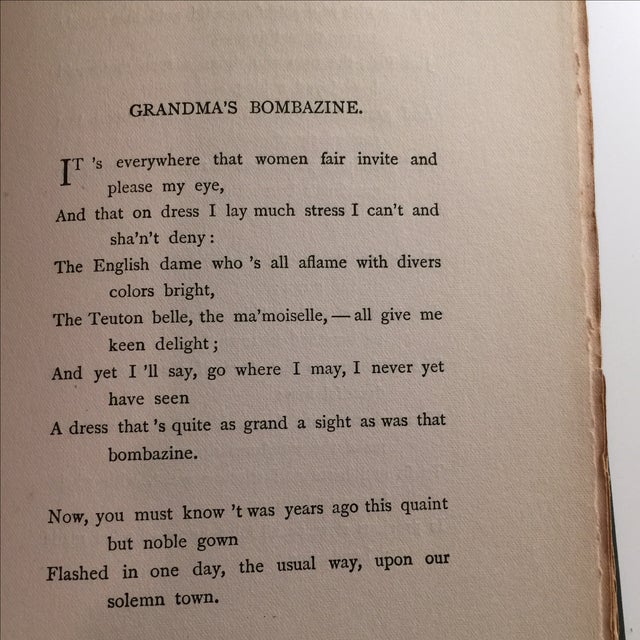 GRANDMA'S BOMBAZINE.
IT 's everywhere that women fair invite and
please my eye,
And that on dress I lay much stress I can't and
sha'n't deny:
The English dame who 's all aflame with divers
colors bright,
The Teuton belle, the ma'moiselle, — all give me
keen delight;
And yet I 'll say, go where I may, I never yet
have seen
A dress that 's quite as grand a sight as was that
bombazine.
Now, you must know 't was years ago this quaint
but noble gown
Flashed in one day, the usual way, upon our
solemn town.